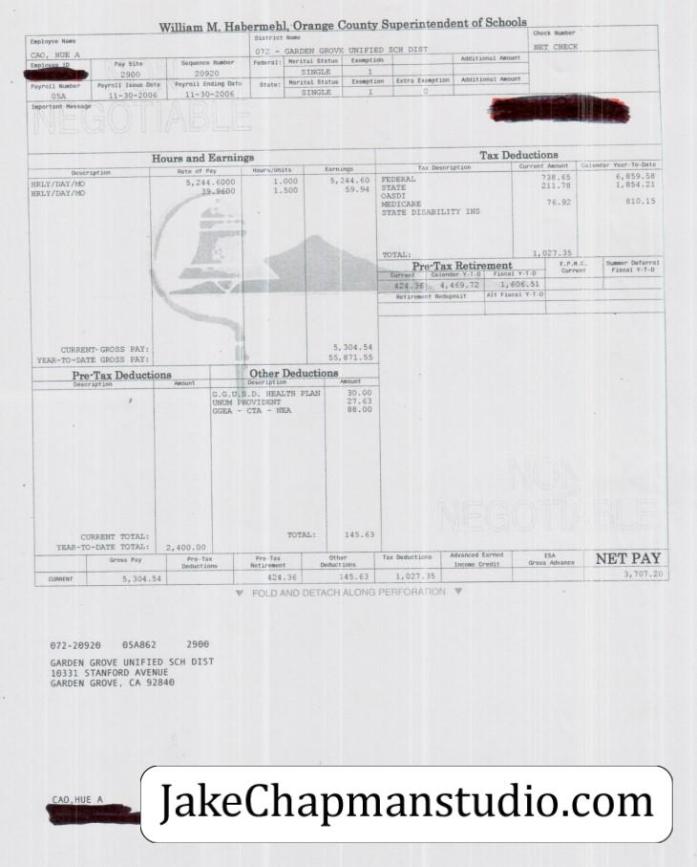 William M. Habermehl, Orange County Superintendent of Schools
Employee Name
District Name
Check Number
CAO, HUE A
072 - GARDEN GROVE UNIFIED SCH DIST
NET CHECK
Employee ID
Pay Site
Sequence Number
Federal:
Marital Status
Exemption
Additional Amount
2900
20920
SINGLE
1
Payroll Number
Payroll Issue Date
Payroll Ending Date
State:
Marital Status
Exemption
Extra Exemption
Additional Amount
05A
11-30-2006
11-30-2006
SINGLE
1
0
Important Message
NEGOTIABLE
Hours and Earnings
Tax Deductions
Description
Rate of Pay
Hours/Units
Earnings
Tax Description
Current Amount
Calendar Year-To-Date
HRLY/DAY/MO
5,244.6000
1.000
5,244.60
FEDERAL
738.65
6,859.58
HRLY/DAY/MO
39.9600
1.500
59.94
STATE
211.78
1,854.21
OASDI
MEDICARE
76.92
810.15
STATE DISABILITY INS
TOTAL:
1,027.35
Pre-Tax Retirement
E.P.M.C. Current
Summer Deferral Fiscal Y-T-D
Current
Calendar Y-T-D
Fiscal Y-T-D
424.36
4,469.72
1,606.51
Retirement Redeposit
Alt Fiscal Y-T-D
CURRENT-GROSS PAY:
5,304.54
YEAR-TO-DATE GROSS PAY:
55,871.55
Pre-Tax Deductions
Other Deductions
Description
Amount
Description
Amount
G.G.U.S.D. HEALTH PLAN
30.00
UNUM PROVIDENT
27.63
GGEA - CTA - NEA
88.00
NON
NEGOTIABLE
CURRENT TOTAL:
TOTAL:
145.63
YEAR-TO-DATE TOTAL:
2,400.00
Gross Pay
Pre-Tax Deductions
Pre-Tax Retirement
Other Deductions
Tax Deductions
Advanced Earned Income Credit
ESA Gross Advance
NET PAY
CURRENT
5,304.54
424.36
145.63
1,027.35
3,707.20
FOLD AND DETACH ALONG PERFORATION
072-20920 05A862 2900
GARDEN GROVE UNIFIED SCH DIST
10331 STANFORD AVENUE
GARDEN GROVE, CA 92840
CAO,HUE A
JakeChapmanstudio.com